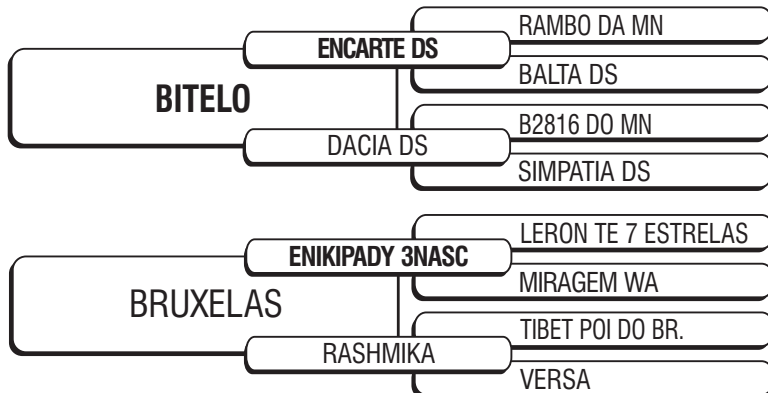 RAMBO DA MN
ENCARTE DS
BALTA DS
BITELO
B2816 DO MN
DACIA DS
SIMPATIA DS
LERON TE 7 ESTRELAS
ENIKIPADY 3NASC
MIRAGEM WA
BRUXELAS
TIBET POI DO BR.
RASHMIKA
VERSA